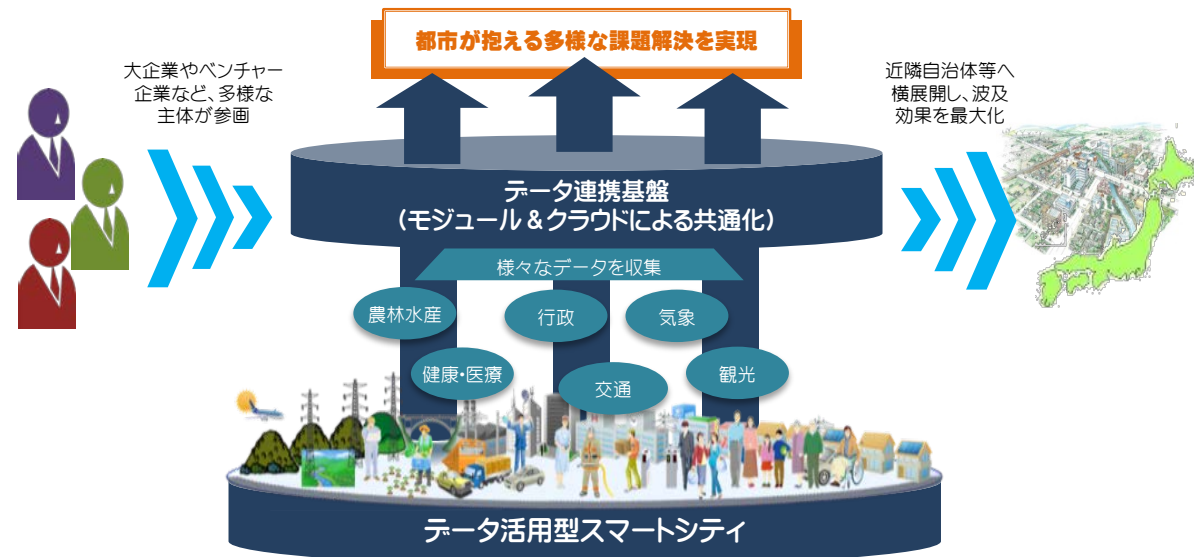 都市が抱える多様な課題解決を実現
大企業やベンチャー
企業など、多様な
主体が参画
近隣自治体等へ
横展開し、波及
効果を最大化
データ連携基盤
(モジュール&クラウドによる共通化)
様々なデータを収集
農林水産
行政
気象
健康・医療
交通
観光
データ活用型スマートシティ